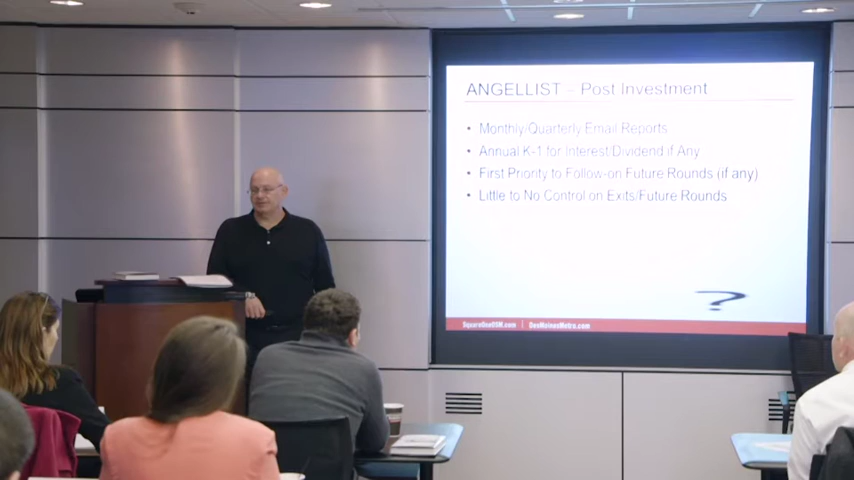 ANGELLIST – Post Investment
• Monthly/Quarterly Email Reports
• Annual K-1 for Interest/Dividend if Any
• First Priority to Follow-on Future Rounds (if any)
• Little to No Control on Exits/Future Rounds
?
SquareOneDSM.com | DesMoinesMetro.com